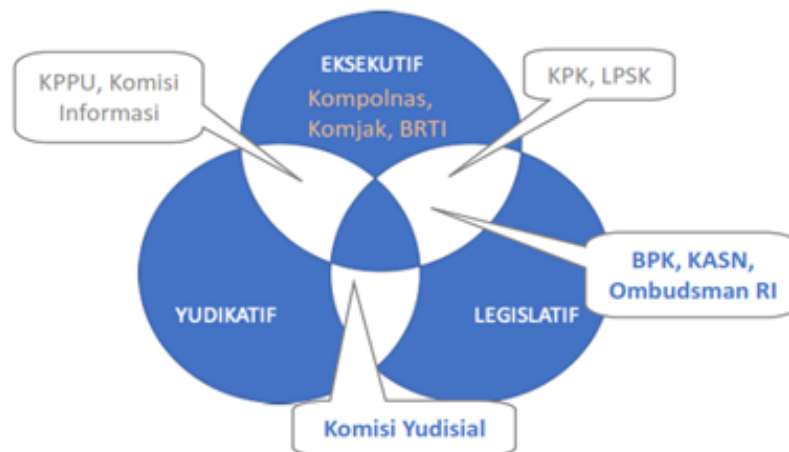 EKSEKUTIF
Kompolnas,
Komjak, BRTI
KPPU, Komisi
Informasi
KPK, LPSK
BPK, KASN,
Ombudsman RI
YUDIKATIF
LEGISLATIF
Komisi Yudisial